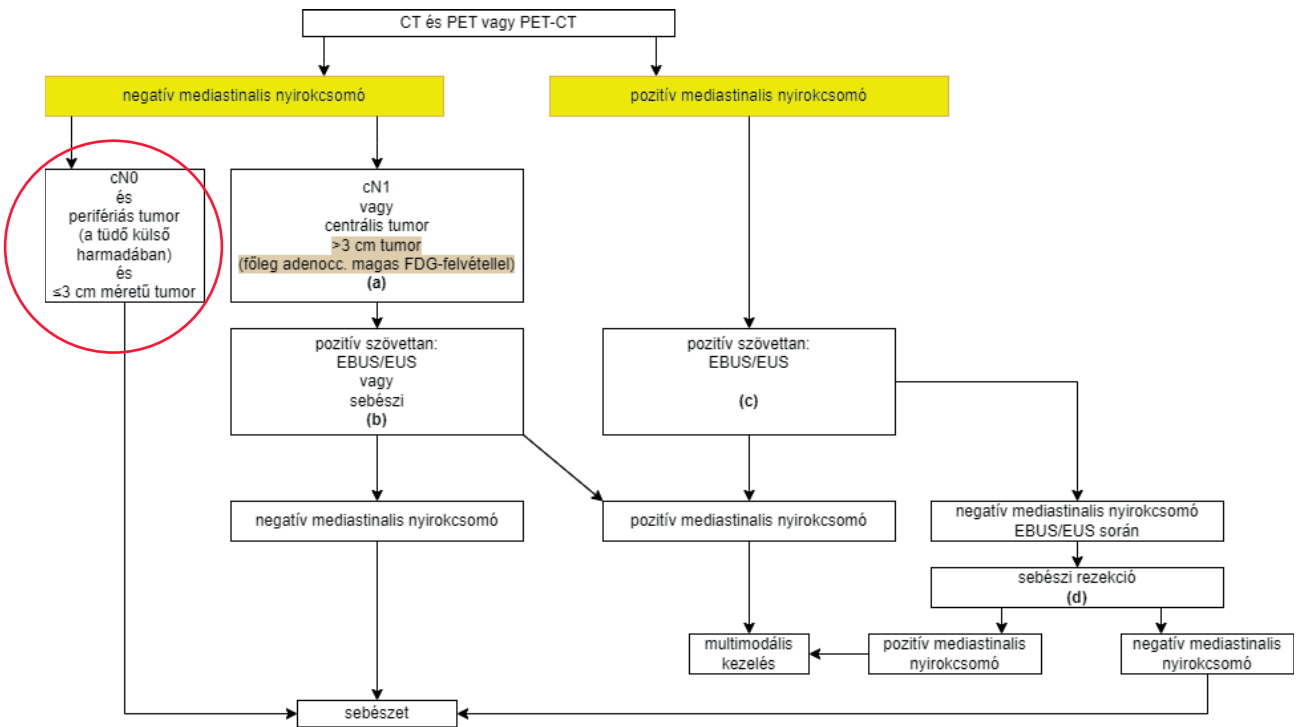 CT és PET vagy PET-CT
negatív mediastinalis nyirokcsomó
pozitív mediastinalis nyirokcsomó
cN0
és
perifériás tumor
(a tüdő külső
harmadában)
és
≤3 cm méretű tumor
cN1
vagy
centrális tumor
>3 cm tumor
(főleg adenocc. magas FDG-felvétellel)
(a)
pozitív szövettan:
EBUS/EUS
vagy
sebészi
(b)
pozitív szövettan:
EBUS/EUS
(c)
negatív mediastinalis nyirokcsomó
pozitív mediastinalis nyirokcsomó
negatív mediastinalis nyirokcsomó
EBUS/EUS során
sebészi rezekció
(d)
multimodális
kezelés
pozitív mediastinalis
nyirokcsomó
negatív mediastinalis
nyirokcsomó
sebészet